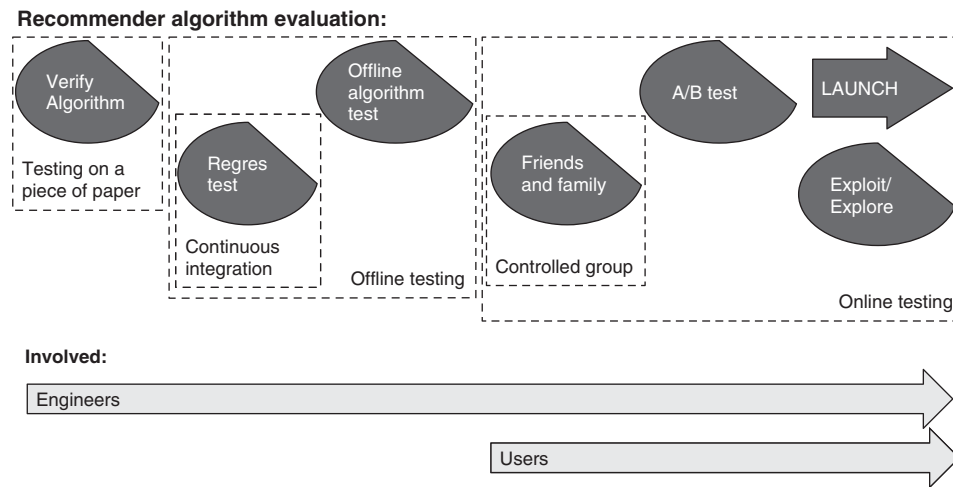 Recommender algorithm evaluation:
Verify
Algorithm
Testing on a
piece of paper
Regres
test
Continuous
integration
Offline
algorithm
test
Offline testing
Friends
and family
Controlled group
A/B test
LAUNCH
Exploit/
Explore
Online testing
Involved:
Engineers
Users